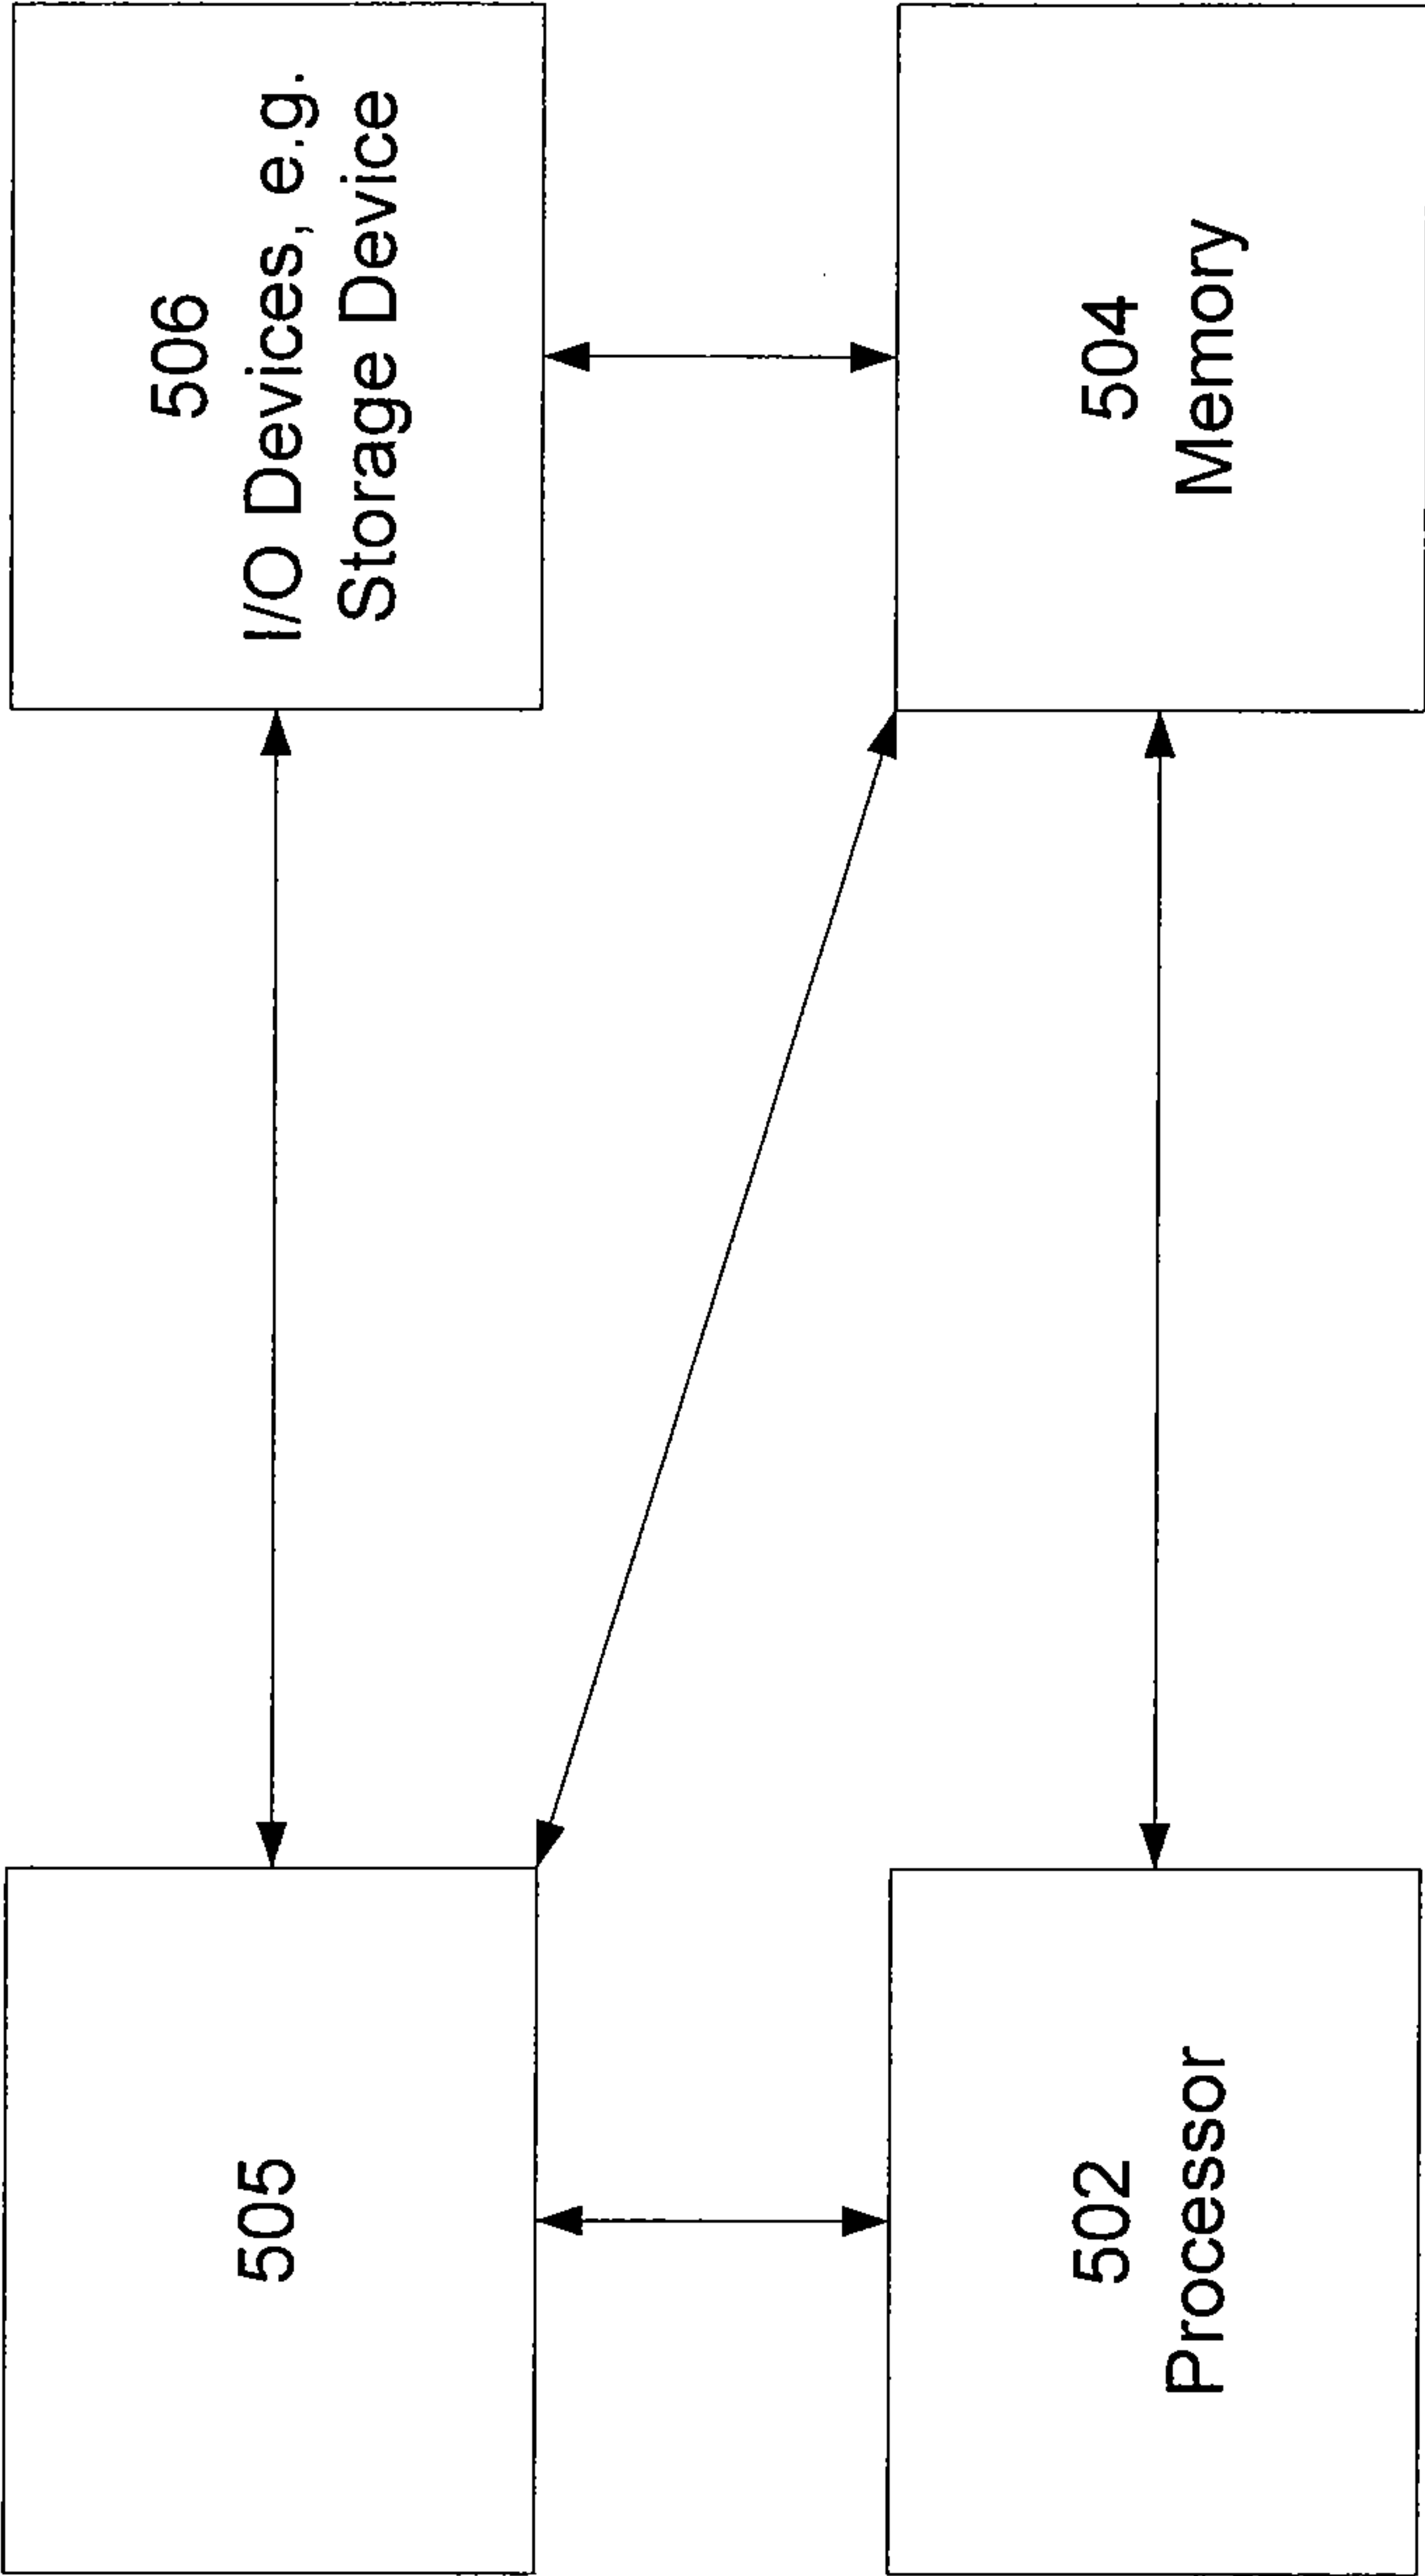 505
506
I/O Devices, e.g.
Storage Device
502
Processor
504
Memory